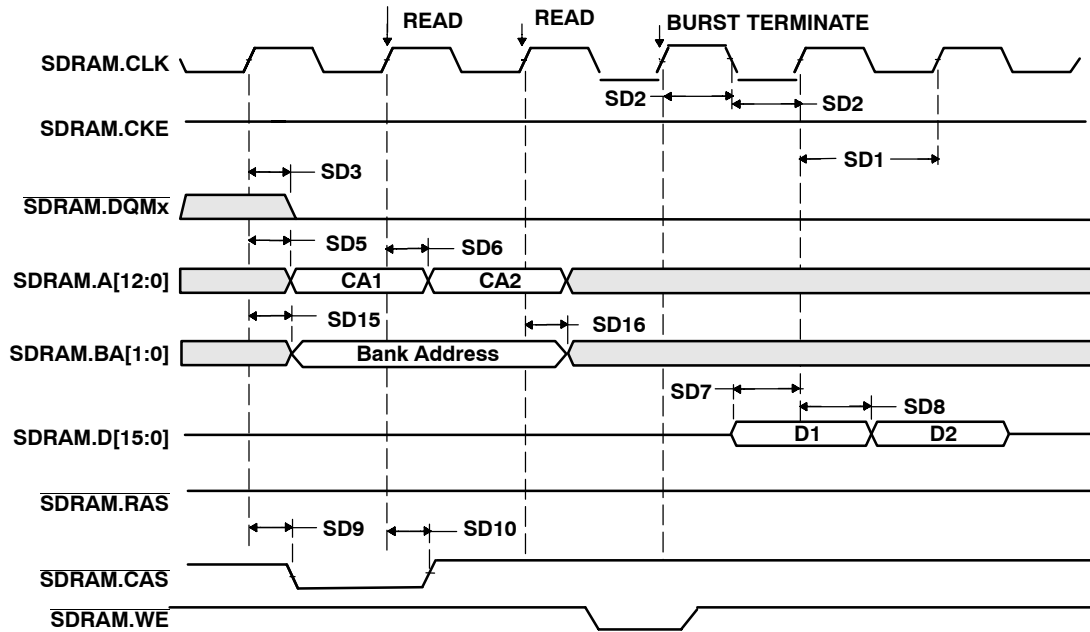 READ
READ
BURST TERMINATE
SDRAM.CLK
SD2
SD2
SDRAM.CKE
SD1
SD3
SDRAM.DQMx
SD5
SD6
SDRAM.A[12:0]
CA1
CA2
SD15
SD16
SDRAM.BA[1:0]
Bank Address
SD7
SD8
SDRAM.D[15:0]
D1
D2
SDRAM.RAS
SD9
SD10
SDRAM.CAS
SDRAM.WE